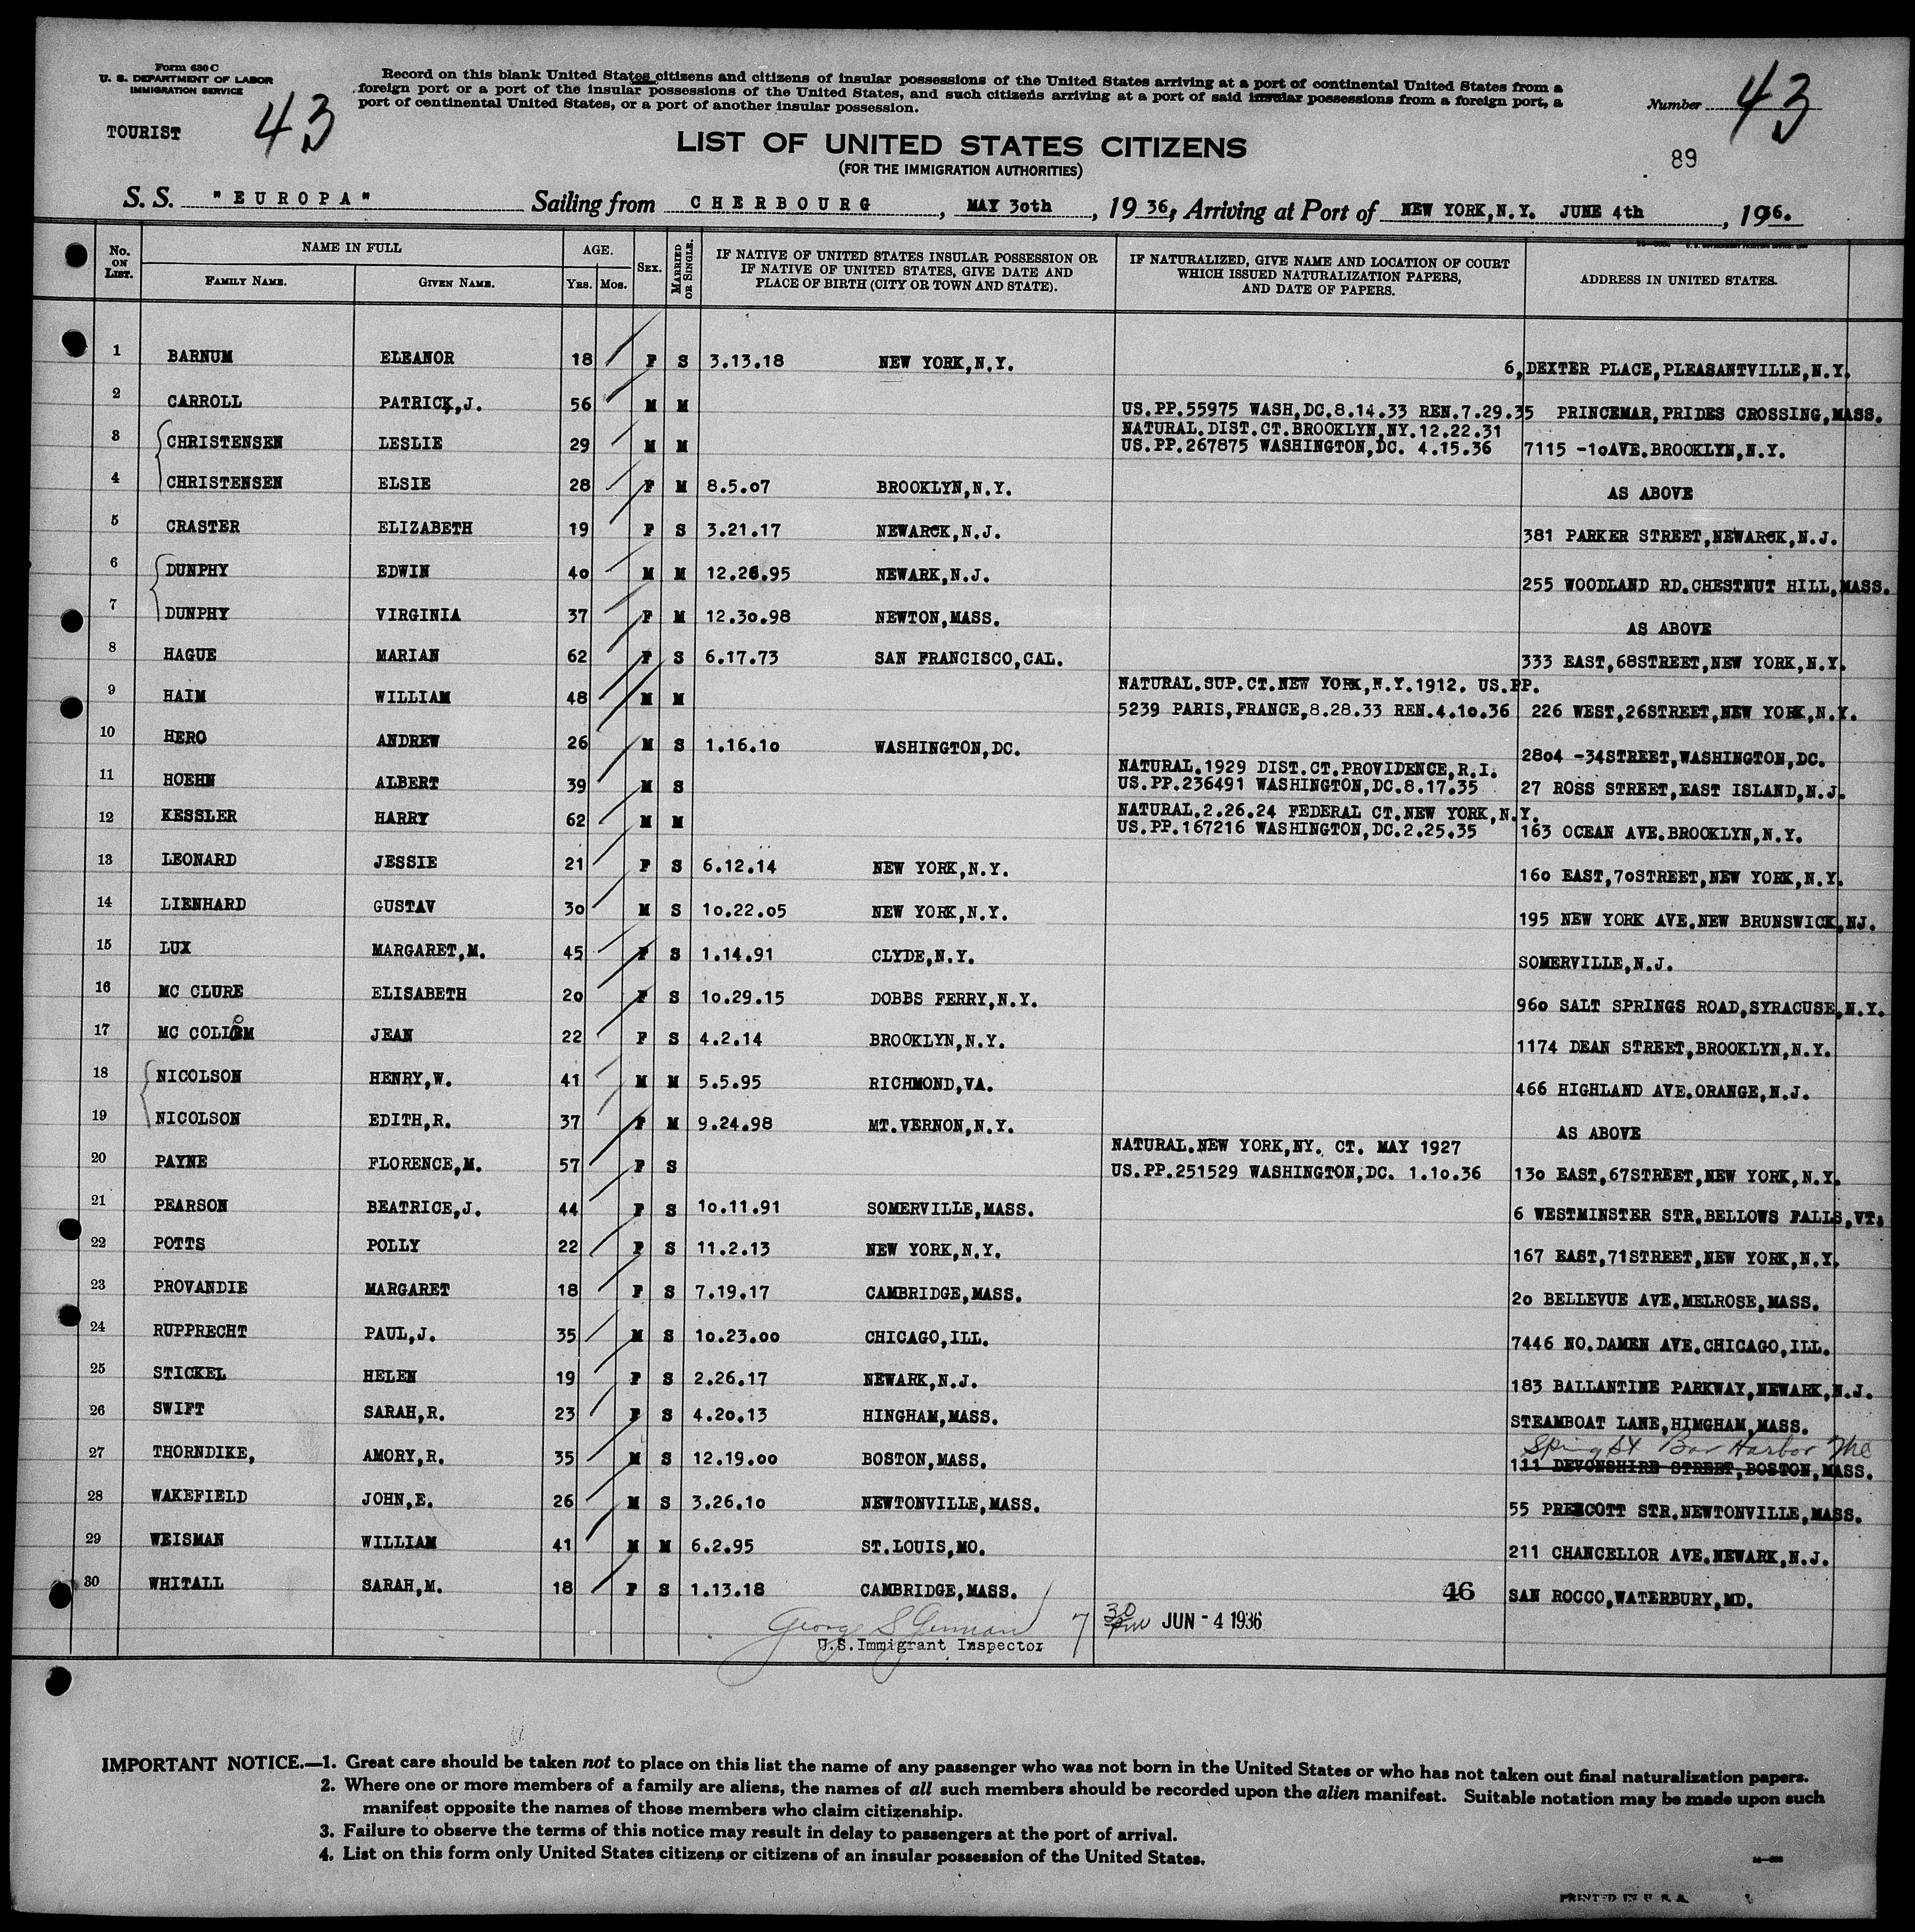 Form 630 C
U. S. DEPARTMENT OF LABOR
IMMIGRATION SERVICE
TOURIST
43
Record on this blank United States citizens and citizens of insular possessions of the United States arriving at a port of continental United States from a
foreign port or a port of the insular possessions of the United States, and such citizens arriving at a port of said insular possessions from a foreign port, a
port of continental United States, or a port of another insular possession.
Number 43
LIST OF UNITED STATES CITIZENS
(FOR THE IMMIGRATION AUTHORITIES)
89
S. S. "EUROPA" Sailing from CHERBOURG, MAY 30th, 19 36, Arriving at Port of NEW YORK,N.Y. JUNE 4th, 1936.
No. ON LIST. NAME IN FULL FAMILY NAME. GIVEN NAME. AGE. YRS. MOS. SEX. MARRIED OR SINGLE. IF NATIVE OF UNITED STATES INSULAR POSSESSION OR IF NATIVE OF UNITED STATES, GIVE DATE AND PLACE OF BIRTH (CITY OR TOWN AND STATE). IF NATURALIZED, GIVE NAME AND LOCATION OF COURT WHICH ISSUED NATURALIZATION PAPERS, AND DATE OF PAPERS. ADDRESS IN UNITED STATES.
1 BARNUM ELEANOR 18 F S 3.13.18 NEW YORK,N.Y. 6,DEXTER PLACE,PLEASANTVILLE,N.Y.
2 CARROLL PATRICK,J. 56 M M US.PP.55975 WASH,DC.8.14.33 REN.7.29.35 PRINCEMAR,PRIDES CROSSING,MASS.
NATURAL.DIST.CT.BROOKLYN,NY.12.22.31
3 CHRISTENSEN LESLIE 29 M M US.PP.267875 WASHINGTON,DC. 4.15.36 7115 -10AVE.BROOKLYN,N.Y.
4 CHRISTENSEN ELSIE 28 F M 8.5.07 BROOKLYN,N.Y. AS ABOVE
5 CRASTER ELIZABETH 19 F S 3.21.17 NEWARCK,N.J. 381 PARKER STREET,NEWARCK,N.J.
6 DUNPHY EDWIN 40 M M 12.26.95 NEWARK,N.J. 255 WOODLAND RD.CHESTNUT HILL,MASS.
7 DUNPHY VIRGINIA 37 F M 12.30.98 NEWTON,MASS. AS ABOVE
8 HAGUE MARIAN 62 F S 6.17.73 SAN FRANCISCO,CAL. 333 EAST,68STREET,NEW YORK,N.Y.
NATURAL.SUP.CT.NEW YORK,N.Y.1912. US.PP.
9 HAIM WILLIAM 48 M M 5239 PARIS,FRANCE,8.28.33 REN.4.10.36 226 WEST,26STREET,NEW YORK,N.Y.
10 HERO ANDREW 26 M S 1.16.10 WASHINGTON,DC. 2804 -34STREET,WASHINGTON,DC.
NATURAL.1929 DIST.CT.PROVIDENCE,R.I.
11 HOEHN ALBERT 39 M S US.PP.236491 WASHINGTON,DC.8.17.35 27 ROSS STREET,EAST ISLAND,N.J.
NATURAL.2.26.24 FEDERAL CT.NEW YORK,N.Y.
12 KESSLER HARRY 62 M M US.PP.167216 WASHINGTON,DC.2.25.35 163 OCEAN AVE.BROOKLYN,N.Y.
13 LEONARD JESSIE 21 F S 6.12.14 NEW YORK,N.Y. 160 EAST,70STREET,NEW YORK,N.Y.
14 LIENHARD GUSTAV 30 M S 10.22.05 NEW YORK,N.Y. 195 NEW YORK AVE.NEW BRUNSWICK,NJ.
15 LUX MARGARET,M. 45 F S 1.14.91 CLYDE,N.Y. SOMERVILLE,N.J.
16 MC CLURE ELISABETH 20 F S 10.29.15 DOBBS FERRY,N.Y. 960 SALT SPRINGS ROAD,SYRACUSE,N.Y.
17 MC COLIOM JEAN 22 F S 4.2.14 BROOKLYN,N.Y. 1174 DEAN STREET,BROOKLYN,N.Y.
18 NICOLSON HENRY,W. 41 M M 5.5.95 RICHMOND,VA. 466 HIGHLAND AVE.ORANGE,N.J.
19 NICOLSON EDITH,R. 37 F M 9.24.98 MT.VERNON,N.Y. AS ABOVE
NATURAL.NEW YORK,NY. CT. MAY 1927
20 PAYNE FLORENCE,M. 57 F S US.PP.251529 WASHINGTON,DC. 1.10.36 130 EAST,67STREET,NEW YORK,N.Y.
21 PEARSON BEATRICE,J. 44 F S 10.11.91 SOMERVILLE,MASS. 6 WESTMINSTER STR.BELLOWS FALLS,VT.
22 POTTS POLLY 22 F S 11.2.13 NEW YORK,N.Y. 167 EAST,71STREET,NEW YORK,N.Y.
23 PROVANDIE MARGARET 18 F S 7.19.17 CAMBRIDGE,MASS. 20 BELLEVUE AVE.MELROSE,MASS.
24 RUPPRECHT PAUL,J. 35 M S 10.23.00 CHICAGO,ILL. 7446 NO.DAMEN AVE.CHICAGO,ILL.
25 STICKEL HELEN 19 F S 2.26.17 NEWARK,N.J. 183 BALLANTINE PARKWAY,NEWARK,N.J.
26 SWIFT SARAH,R. 23 F S 4.20.13 HINGHAM,MASS. STEAMBOAT LANE,HIMGHAM,MASS.
Spring St Bar Harbor Me
27 THORNDIKE, AMORY,R. 35 M S 12.19.00 BOSTON,MASS. 111 DEVONSHIRE STREET,BOSTON,MASS.
28 WAKEFIELD JOHN,E. 26 M S 3.26.10 NEWTONVILLE,MASS. 55 PRESCOTT STR.NEWTONVILLE,MASS.
29 WEISMAN WILLIAM 41 M M 6.2.95 ST.LOUIS,MO. 211 CHANCELLOR AVE.NEWARK,N.J.
30 WHITALL SARAH,M. 18 F S 1.13.18 CAMBRIDGE,MASS. 46 SAN ROCCO,WATERBURY,MD.
George S German 7 30 PM JUN - 4 1936
U.S.Immigrant Inspector
IMPORTANT NOTICE.—1. Great care should be taken not to place on this list the name of any passenger who was not born in the United States or who has not taken out final naturalization papers.
2. Where one or more members of a family are aliens, the names of all such members should be recorded upon the alien manifest. Suitable notation may be made upon such
manifest opposite the names of those members who claim citizenship.
3. Failure to observe the terms of this notice may result in delay to passengers at the port of arrival.
4. List on this form only United States citizens or citizens of an insular possession of the United States.
PRINTED IN U. S. A.